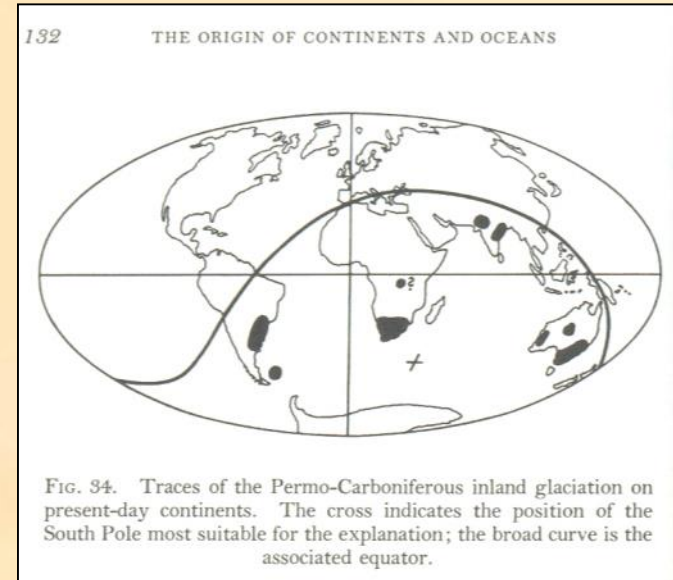 132 THE ORIGIN OF CONTINENTS AND OCEANS
?
FIG. 34. Traces of the Permo-Carboniferous inland glaciation on
present-day continents. The cross indicates the position of the
South Pole most suitable for the explanation; the broad curve is the
associated equator.